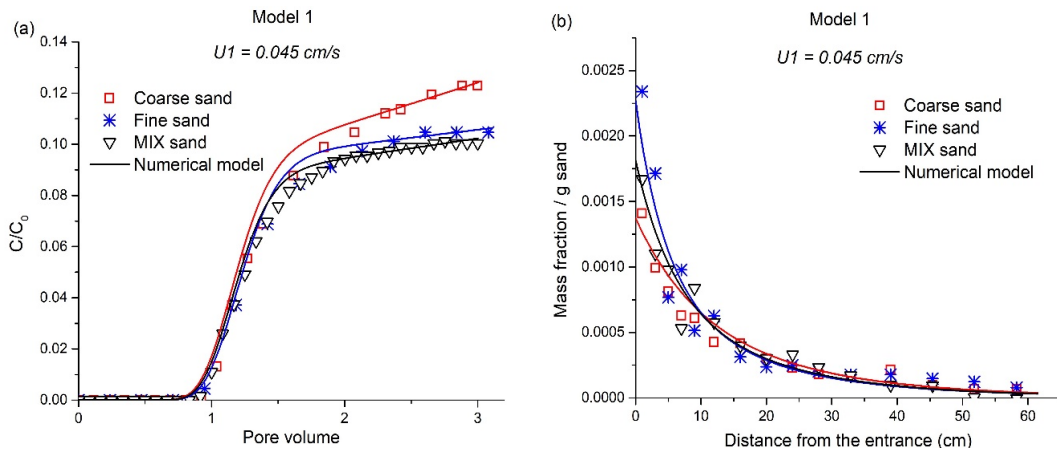 (a)
Model 1
U1 = 0.045 cm/s
0.14
0.12
0.10
0.08
0.06
0.04
0.02
0.00
C/C0
Coarse sand
Fine sand
MIX sand
Numerical model
0 1 2 3
Pore volume
(b)
Model 1
U1 = 0.045 cm/s
0.0025
0.0020
0.0015
0.0010
0.0005
0.0000
Mass fraction / g sand
Coarse sand
Fine sand
MIX sand
Numerical model
0 10 20 30 40 50 60
Distance from the entrance (cm)